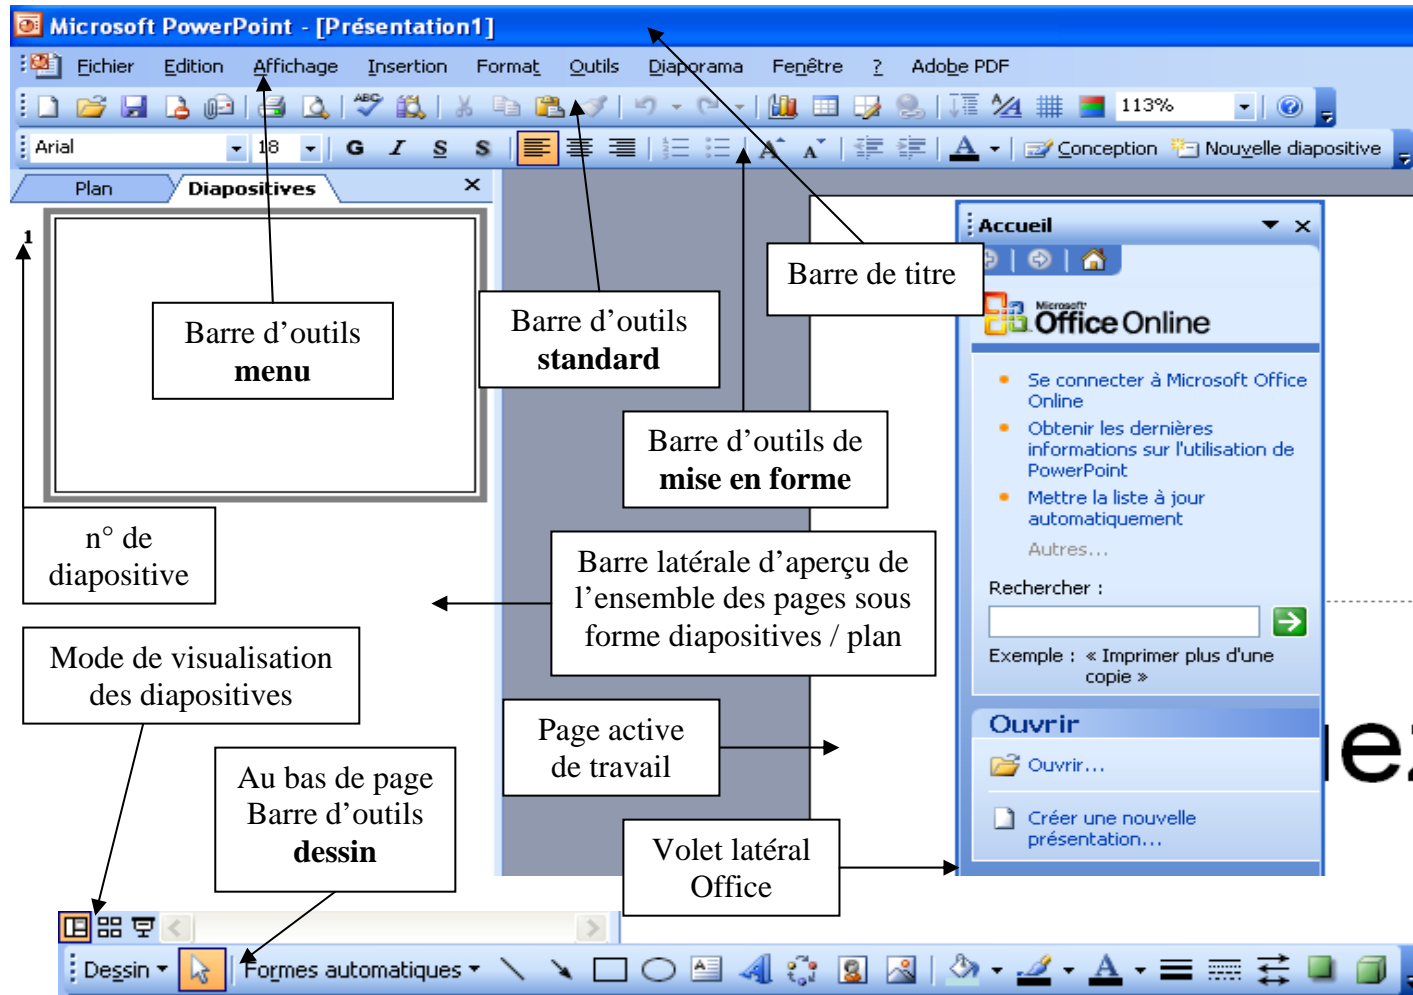 Microsoft PowerPoint - [Présentation1]
Fichier Edition Affichage Insertion Format Outils Diaporama Fenêtre ? Adobe PDF
ABC 113%
Arial 18 G I S S A A A Conception Nouvelle diapositive
Plan Diapositives
1
Accueil
Barre de titre
Barre d'outils
menu
Barre d'outils
standard
Microsoft
Office Online
Se connecter à Microsoft Office
Online
Obtenir les dernières
informations sur l'utilisation de
PowerPoint
Mettre la liste à jour
automatiquement
Autres...
Barre d'outils de
mise en forme
n° de
diapositive
Barre latérale d'aperçu de
l'ensemble des pages sous
forme diapositives / plan
Rechercher :
Exemple : « Imprimer plus d'une
copie »
Mode de visualisation
des diapositives
Page active
de travail
Ouvrir
Ouvrir...
Créer une nouvelle
présentation...
Au bas de page
Barre d'outils
dessin
Volet latéral
Office
Dessin Formes automatiques A A A